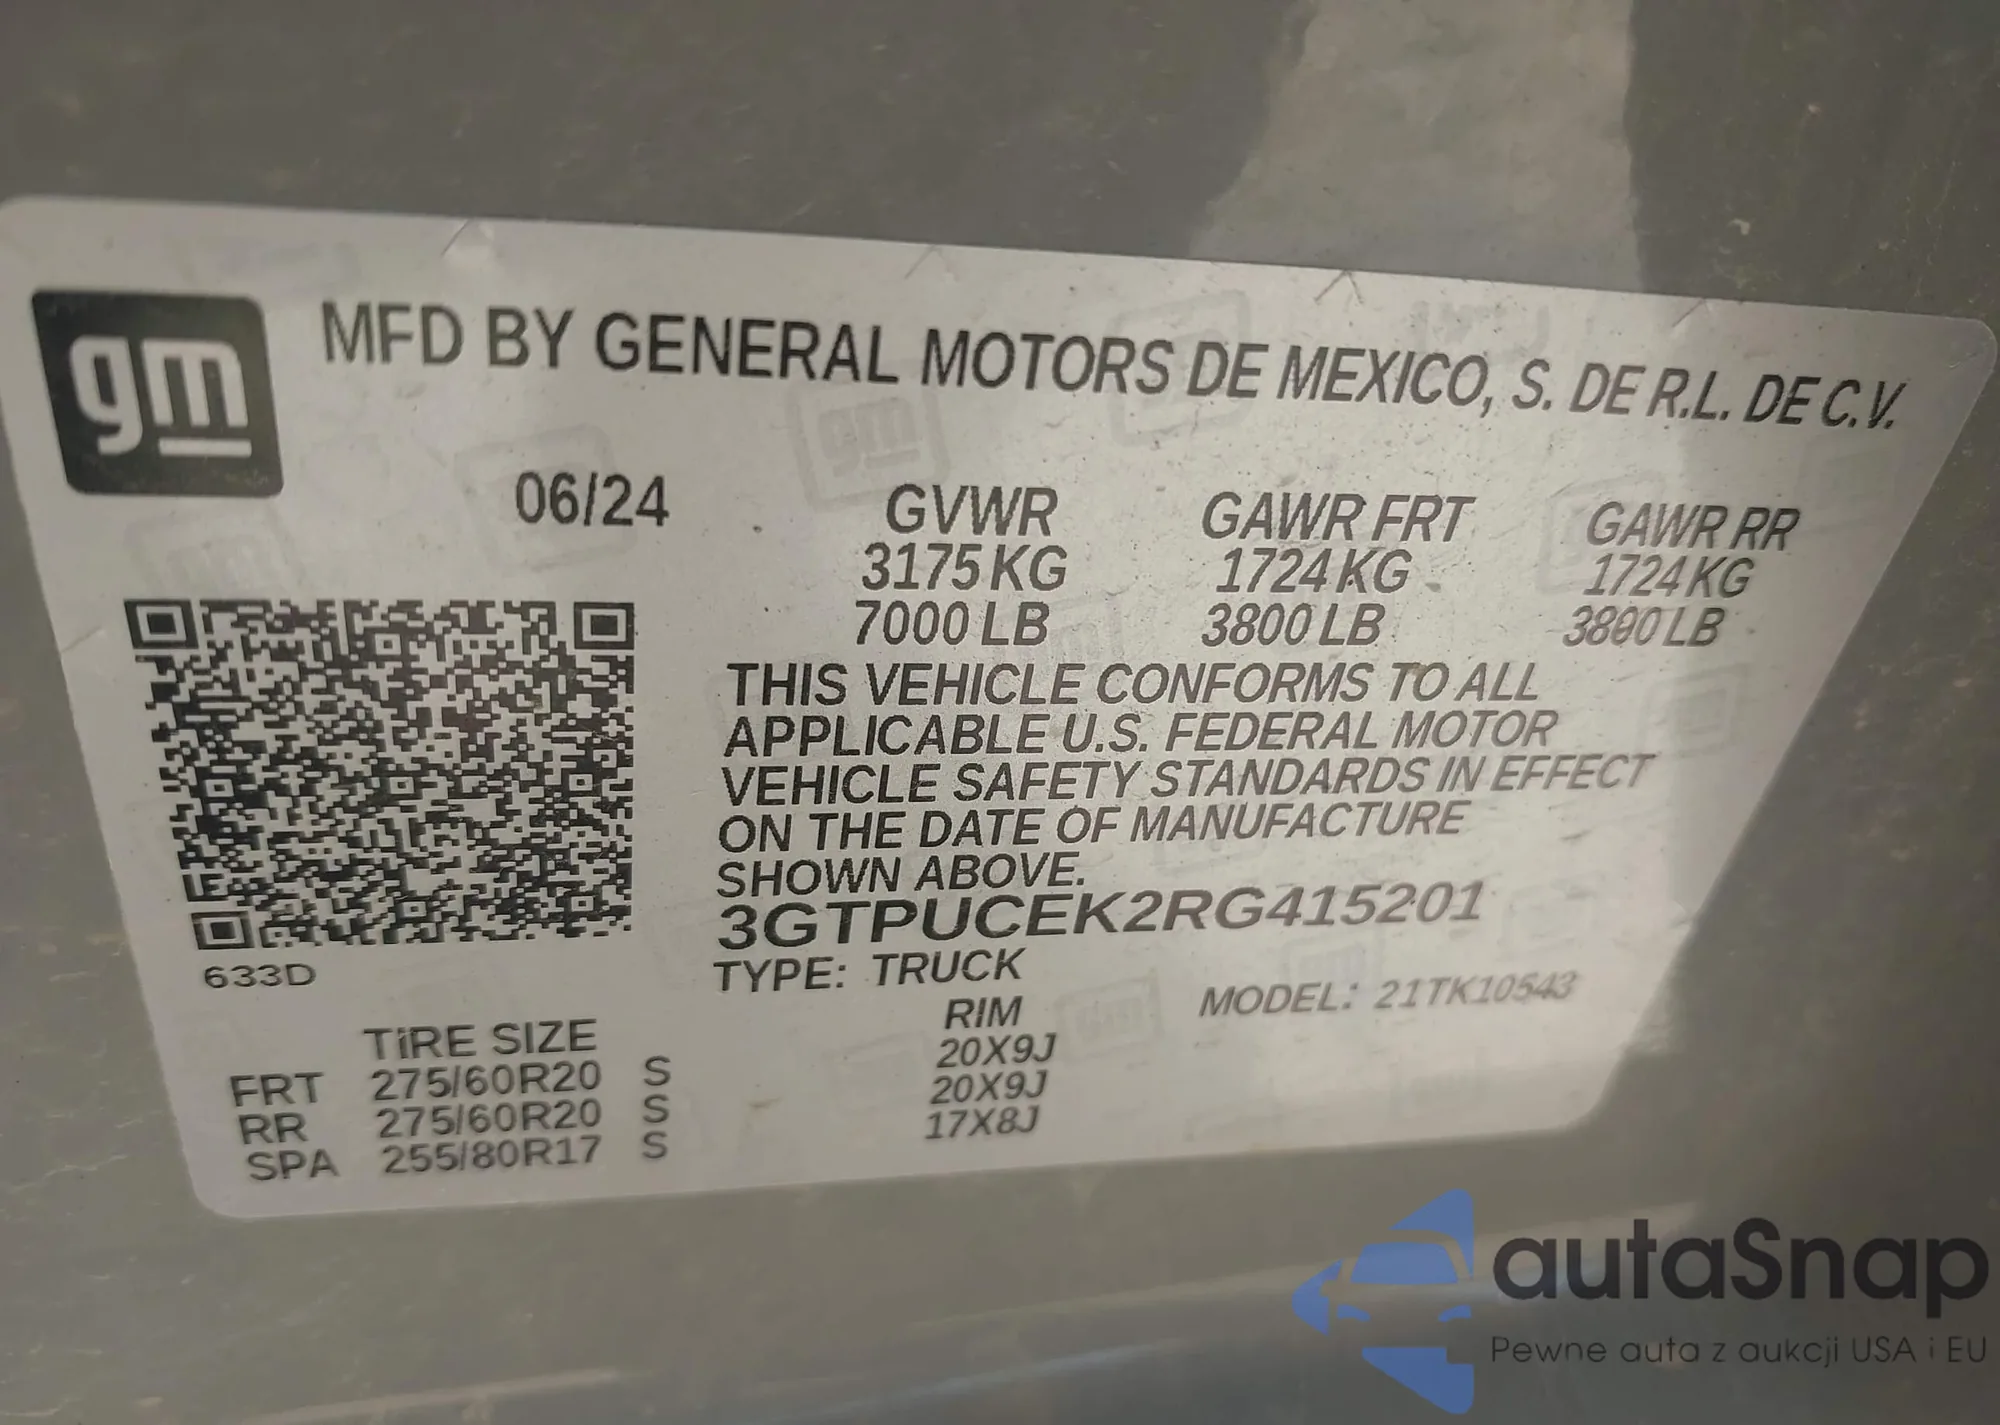 gm
MFD BY GENERAL MOTORS DE MEXICO, S. DE R.L. DE C.V.
06/24
GVWR GAWR FRT GAWR RR
3175 KG 1724 KG 1724 KG
7000 LB 3800 LB 3800 LB
THIS VEHICLE CONFORMS TO ALL
APPLICABLE U.S. FEDERAL MOTOR
VEHICLE SAFETY STANDARDS IN EFFECT
ON THE DATE OF MANUFACTURE
SHOWN ABOVE.
3GTPUCEK2RG415201
633D
TYPE: TRUCK MODEL: 21TK10543
TIRE SIZE RIM
FRT 275/60R20 S 20X9J
RR 275/60R20 S 20X9J
SPA 255/80R17 S 17X8J
autaSnap
Pewne auta z aukcji USA i EU